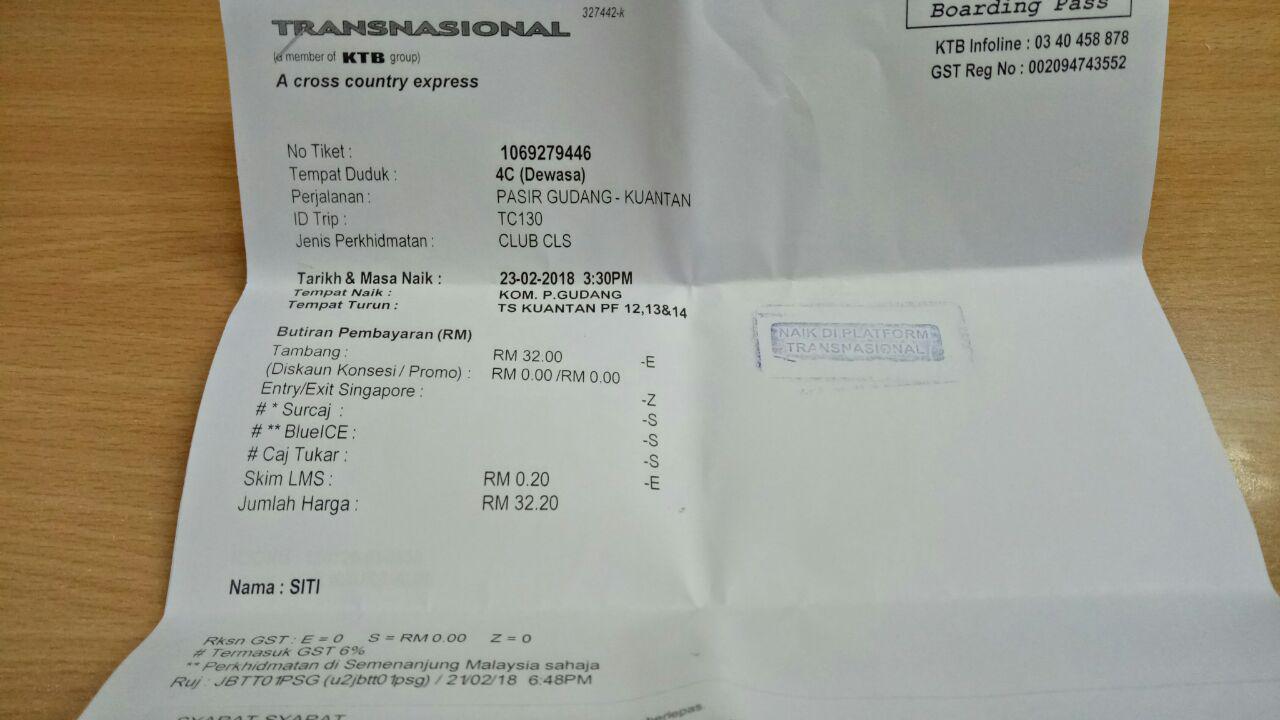 327442-k
TRANSNASIONAL
(a member of KTB group)
A cross country express
Boarding Pass
KTB Infoline : 03 40 458 878
GST Reg No : 002094743552
No Tiket : 1069279446
Tempat Duduk : 4C (Dewasa)
Perjalanan : PASIR GUDANG - KUANTAN
ID Trip : TC130
Jenis Perkhidmatan : CLUB CLS
Tarikh & Masa Naik : 23-02-2018 3:30PM
Tempat Naik : KOM. P.GUDANG
Tempat Turun : TS KUANTAN PF 12,13&14
NAIK DI PLATFORM
TRANSNASIONAL
Butiran Pembayaran (RM)
Tambang : RM 32.00 -E
(Diskaun Konsesi / Promo) : RM 0.00 /RM 0.00
Entry/Exit Singapore : -Z
# * Surcaj : -S
# ** BlueICE : -S
# Caj Tukar : -S
Skim LMS : RM 0.20 -E
Jumlah Harga : RM 32.20
Nama : SITI
Rksn GST : E = 0 S = RM 0.00 Z = 0
# Termasuk GST 6%
** Perkhidmatan di Semenanjung Malaysia sahaja
Ruj : JBTT01PSG (u2jbtt01psg) / 21/02/18 6:48PM
SYARAT SYARAT